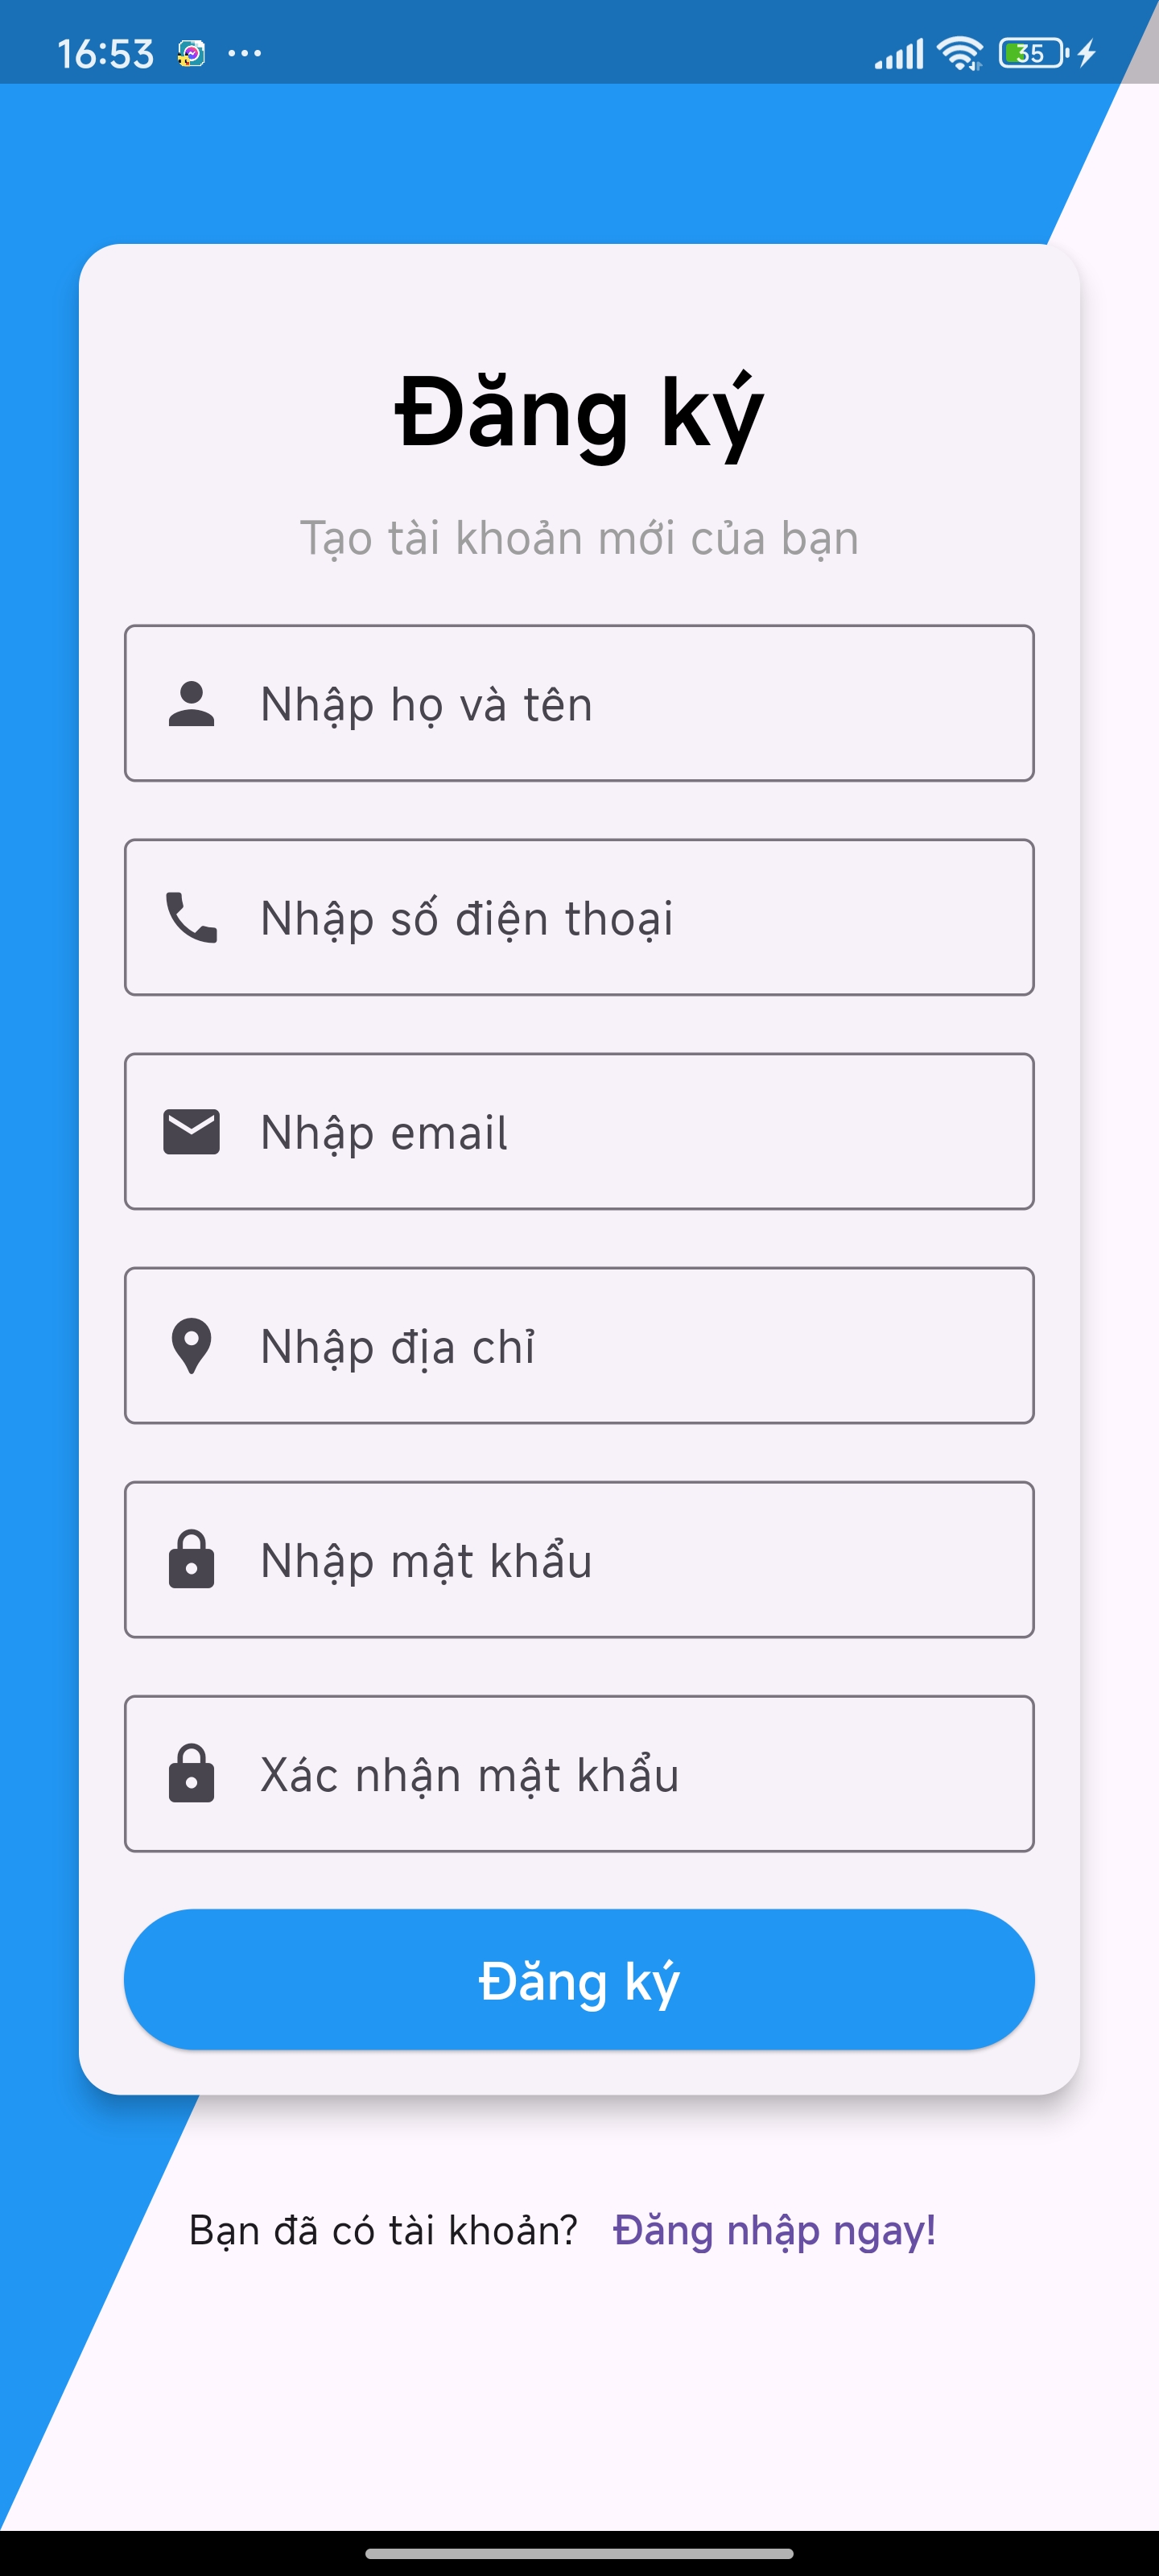 16:53
35
Đăng ký
Tạo tài khoản mới của bạn
Nhập họ và tên
Nhập số điện thoại
Nhập email
Nhập địa chỉ
Nhập mật khẩu
Xác nhận mật khẩu
Đăng ký
Bạn đã có tài khoản? Đăng nhập ngay!